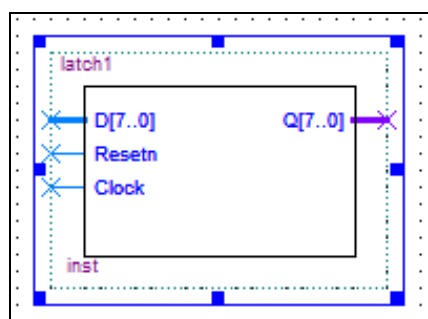 latch1
D[7..0] Q[7..0]
Resetn
Clock
inst